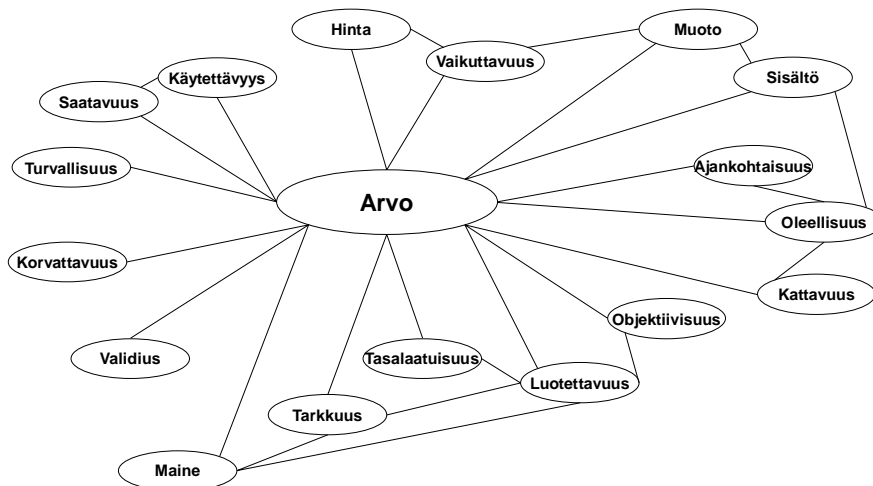 Hinta
Muoto
Vaikuttavuus
Käytettävyys
Sisältö
Saatavuus
Turvallisuus
Ajankohtaisuus
Arvo
Oleellisuus
Korvattavuus
Kattavuus
Objektiivisuus
Validius
Tasalaatuisuus
Luotettavuus
Tarkkuus
Maine